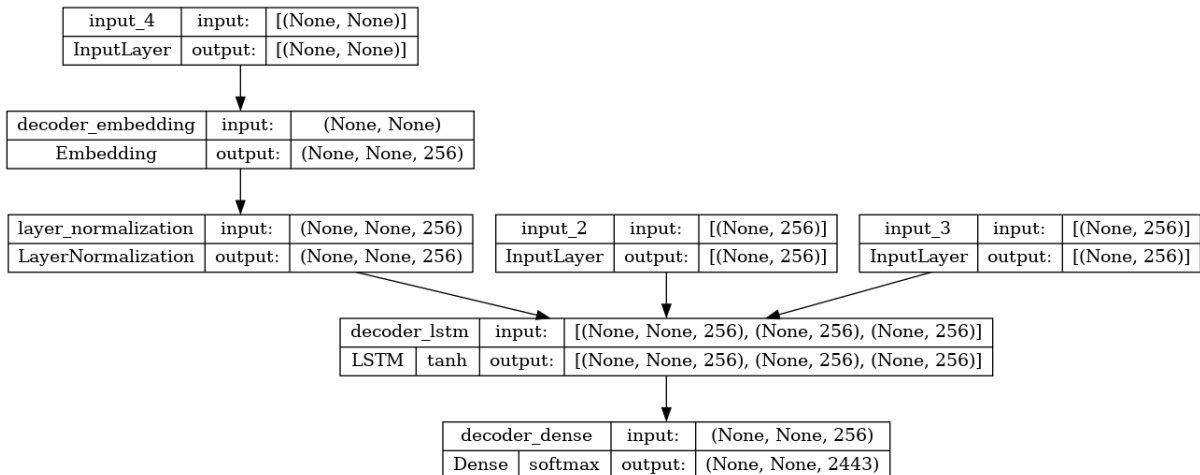 input_4 input: [(None, None)]
InputLayer output: [(None, None)]
decoder_embedding input: (None, None)
Embedding output: (None, None, 256)
layer_normalization input: (None, None, 256)
LayerNormalization output: (None, None, 256)
input_2 input: [(None, 256)]
InputLayer output: [(None, 256)]
input_3 input: [(None, 256)]
InputLayer output: [(None, 256)]
decoder_lstm input: [(None, None, 256), (None, 256), (None, 256)]
LSTM tanh output: [(None, None, 256), (None, 256), (None, 256)]
decoder_dense input: (None, None, 256)
Dense softmax output: (None, None, 2443)